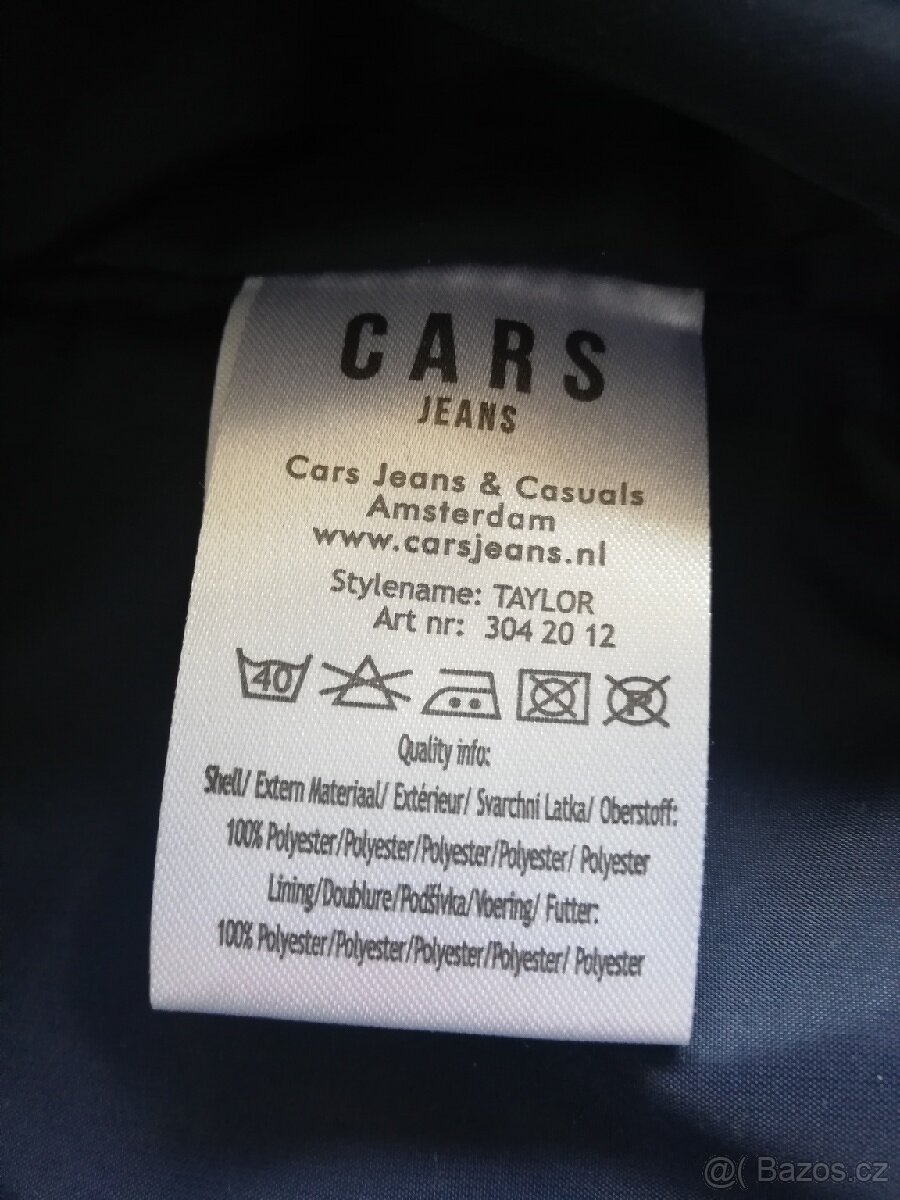 CARS
JEANS
Cars Jeans & Casuals
Amsterdam
www.carsjeans.nl
Stylename: TAYLOR
Art nr: 304 20 12
40 P
Quality info:
Shell/ Extern Materiaal/ Extérieur/ Svarchní Latka/ Oberstoff:
100% Polyester/Polyester/Polyester/Polyester/ Polyester
Lining/Doublure/Podšívka/Voering/ Futter:
100% Polyester/Polyester/Polyester/Polyester/ Polyester
@( Bazos.cz